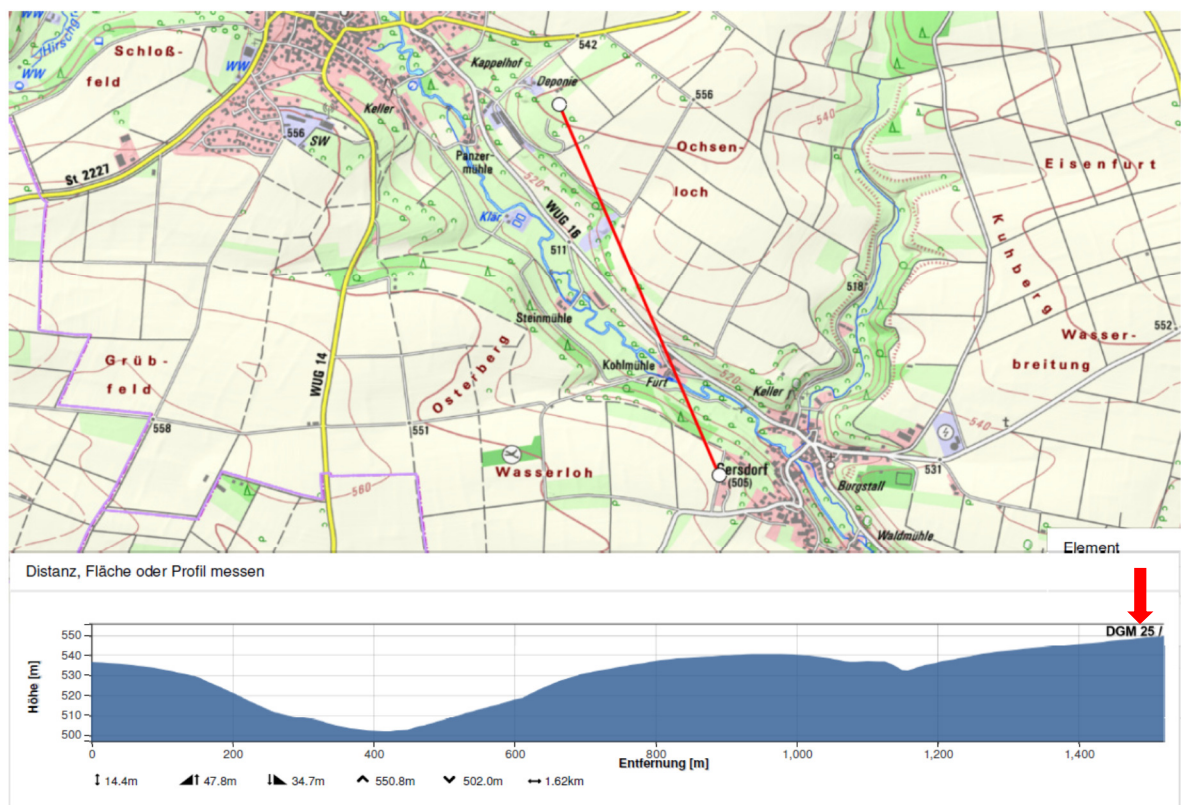 WW
Hirschgr
Schloß-
feld
WW
WW
Kappelhof
542
Deponie
556
540
Keller
556
SW
Panzer-
mühle
Ochsen-
loch
Eisenfurt
St 2227
520
Klär
WUG 16
511
Kuhberg
518
Steinmühle
552
Wasser-
breitung
Grüb-
feld
WUG 14
Osterberg
Kohlmühle
Furt
520
Keller
558
551
540
Wasserloh
560
Gersdorf
(505)
531
Burgstall
Waldmühle
Element
Distanz, Fläche oder Profil messen
DGM 25 /
Höhe [m]
550
540
530
520
510
500
0 200 400 600 800 1,000 1,200 1,400
Entfernung [m]
14.4m 47.8m 34.7m 550.8m 502.0m 1.62km